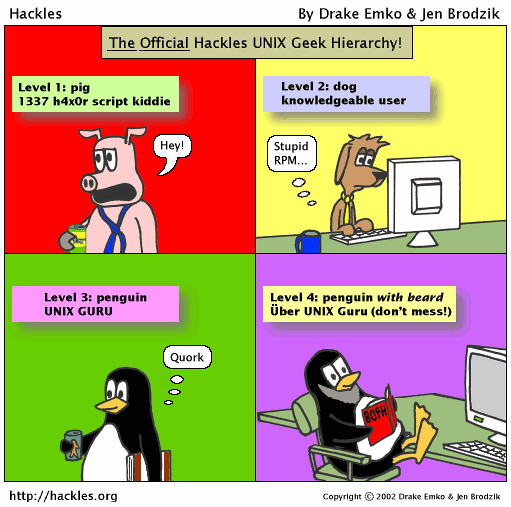 Hackles
By Drake Emko & Jen Brodzik
The Official Hackles UNIX Geek Hierarchy!
Level 1: pig
1337 h4x0r script kiddie
Hey!
Level 2: dog
knowledgeable user
Stupid
RPM...
Level 3: penguin
UNIX GURU
Quork
Level 4: penguin with beard
Über UNIX Guru (don't mess!)
BOFH
http://hackles.org
Copyright © 2002 Drake Emko & Jen Brodzik